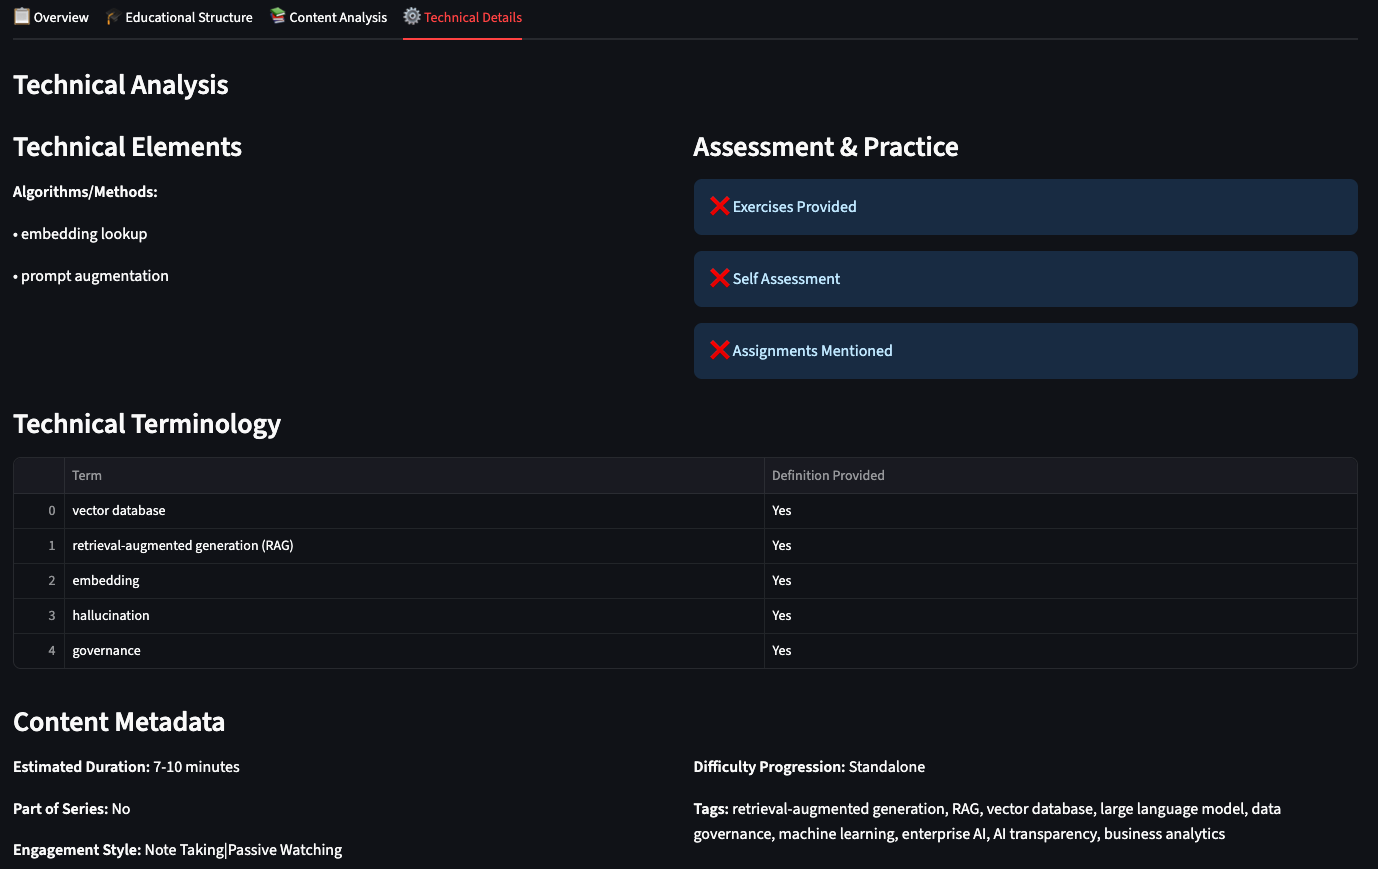 Overview Educational Structure Content Analysis Technical Details
Technical Analysis
Technical Elements
Algorithms/Methods:
• embedding lookup
• prompt augmentation
Assessment & Practice
❌ Exercises Provided
❌ Self Assessment
❌ Assignments Mentioned
Technical Terminology
Term Definition Provided
0 vector database Yes
1 retrieval-augmented generation (RAG) Yes
2 embedding Yes
3 hallucination Yes
4 governance Yes
Content Metadata
Estimated Duration: 7-10 minutes
Part of Series: No
Engagement Style: Note Taking|Passive Watching
Difficulty Progression: Standalone
Tags: retrieval-augmented generation, RAG, vector database, large language model, data
governance, machine learning, enterprise AI, AI transparency, business analytics